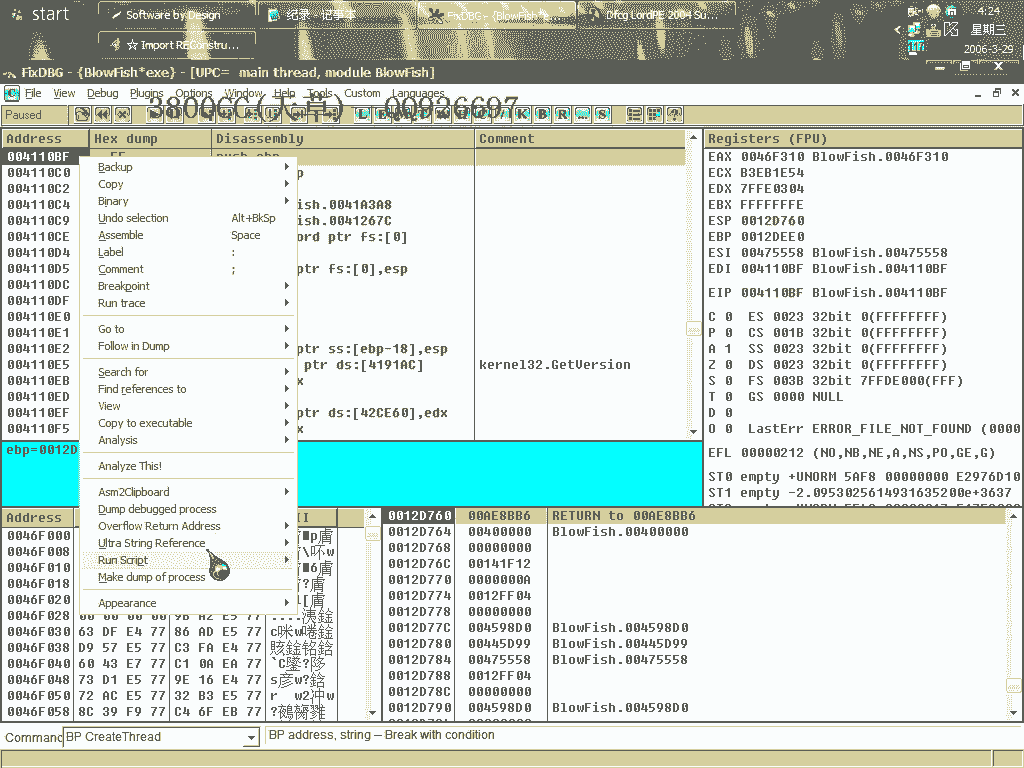 start
Software by Design
纪录 - 记事本
FixDBG - {BlowFish*e...
Dfcg LordPE 2004 Su...
4:24
☆ Import REConstru...
星期三
2006-3-29
FixDBG - {BlowFish*exe} - [UPC= main thread, module BlowFish]
File View Debug Plugins Options Window Help Tools Custom Languages
3800CC(天草) - 00926697
Paused
Address Hex dump Disassembly Comment
Registers (FPU)
004110BF
004110C0
004110C2
004110C4 ish.0041A3A8
004110C9 ish.0041267C
004110CE ord ptr fs:[0]
004110D4
004110D5 ptr fs:[0],esp
004110DC
004110DF
004110E0
004110E1
004110E2 ptr ss:[ebp-18],esp
004110E5 ptr ds:[4191AC] kernel32.GetVersion
004110EB
004110ED
004110EF ptr ds:[42CE60],edx
004110F5
EAX 0046F310 BlowFish.0046F310
ECX B3EB1E54
EDX 7FFE0304
EBX FFFFFFFE
ESP 0012D760
EBP 0012DEE0
ESI 00475558 BlowFish.00475558
EDI 004110BF BlowFish.004110BF
EIP 004110BF BlowFish.004110BF
C 0 ES 0023 32bit 0(FFFFFFFF)
P 0 CS 001B 32bit 0(FFFFFFFF)
A 1 SS 0023 32bit 0(FFFFFFFF)
Z 0 DS 0023 32bit 0(FFFFFFFF)
S 0 FS 003B 32bit 7FFDE000(FFF)
T 0 GS 0000 NULL
D 0
O 0 LastErr ERROR_FILE_NOT_FOUND (0000
EFL 00000212 (NO,NB,NE,A,NS,PO,GE,G)
ST0 empty +UNORM 5AF8 00000000 E2976D10
ST1 empty -2.0953025614931635200e+3637
Backup
Copy
Binary
Undo selection Alt+BkSp
Assemble Space
Label :
Comment ;
Breakpoint
Run trace
Go to
Follow in Dump
Search for
Find references to
View
Copy to executable
Analysis
Analyze This!
Asm2Clipboard
Dump debugged process
Overflow Return Address
Ultra String Reference
Run Script
Make dump of process
Appearance
ebp=0012D
Address
0046F000
0046F008
0046F010
0046F018
0046F020
0046F028
0046F030 63 DF E4 77 86 AD E5 77
0046F038 D9 57 E5 77 C3 FA E4 77
0046F040 60 43 E7 77 C1 0A EA 77
0046F048 73 D1 E5 77 9E 16 E4 77
0046F050 72 AC E5 77 32 B3 E5 77
0046F058 8C 39 F9 77 C4 6F EB 77
0012D760 00AE8BB6 RETURN to 00AE8BB6
0012D764 00400000 BlowFish.00400000
0012D768 00000000
0012D76C 00141F12
0012D770 0000000A
0012D774 0012FF04
0012D778 00000000
0012D77C 004598D0 BlowFish.004598D0
0012D780 00445D99 BlowFish.00445D99
0012D784 00475558 BlowFish.00475558
0012D788 0012FF04
0012D78C 00000000
0012D790 004598D0 BlowFish.004598D0
Command BP CreateThread BP address, string -- Break with condition